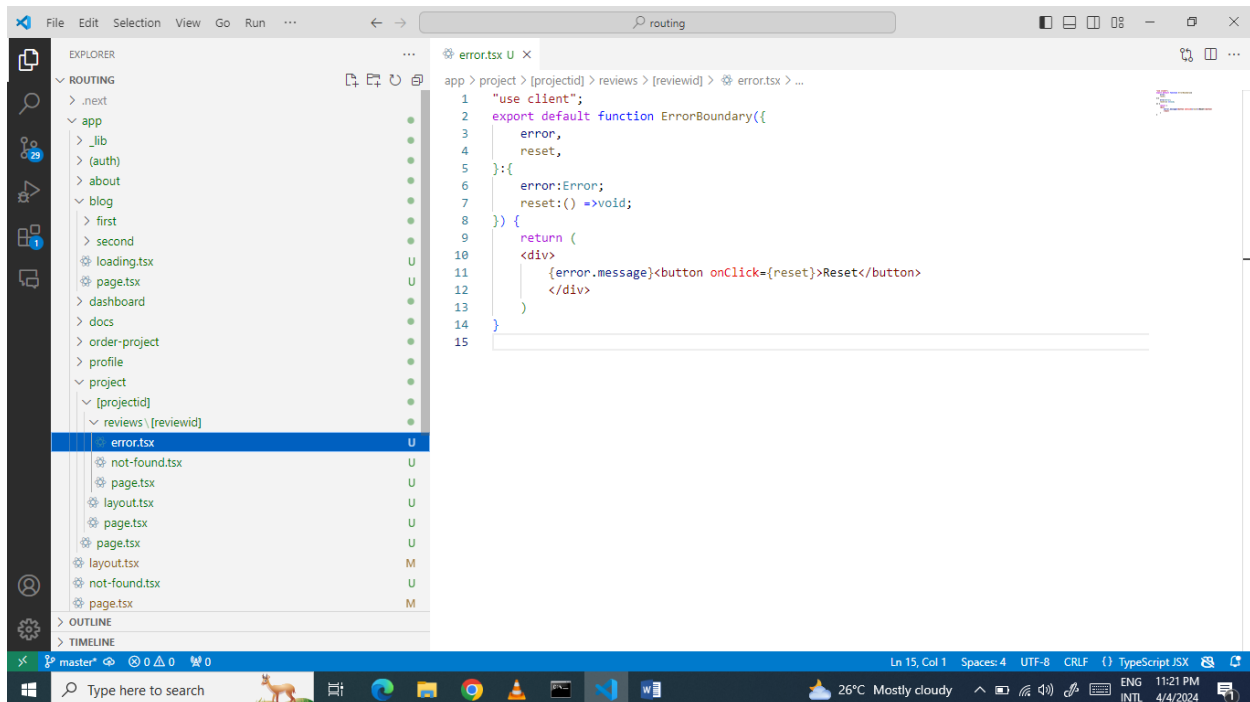 File Edit Selection View Go Run ··· routing
EXPLORER ···
ROUTING
> .next
app
> _lib
> (auth)
> about
blog
> first
> second
loading.tsx U
page.tsx U
> dashboard
> docs
> order-project
> profile
project
[projectid]
reviews\[reviewid]
error.tsx U
not-found.tsx U
page.tsx U
layout.tsx U
page.tsx U
page.tsx U
layout.tsx M
not-found.tsx U
page.tsx M
> OUTLINE
> TIMELINE
29
1
error.tsx U ×
app > project > [projectid] > reviews > [reviewid] > error.tsx > ...
1 "use client";
2 export default function ErrorBoundary({
3 error,
4 reset,
5 }:{
6 error:Error;
7 reset:() =>void;
8 }) {
9 return (
10 <div>
11 {error.message}<button onClick={reset}>Reset</button>
12 </div>
13 )
14 }
15
master* 0 0 0 Ln 15, Col 1 Spaces: 4 UTF-8 CRLF {} TypeScript JSX
Type here to search W 26°C Mostly cloudy ENG INTL 11:21 PM 4/4/2024 1